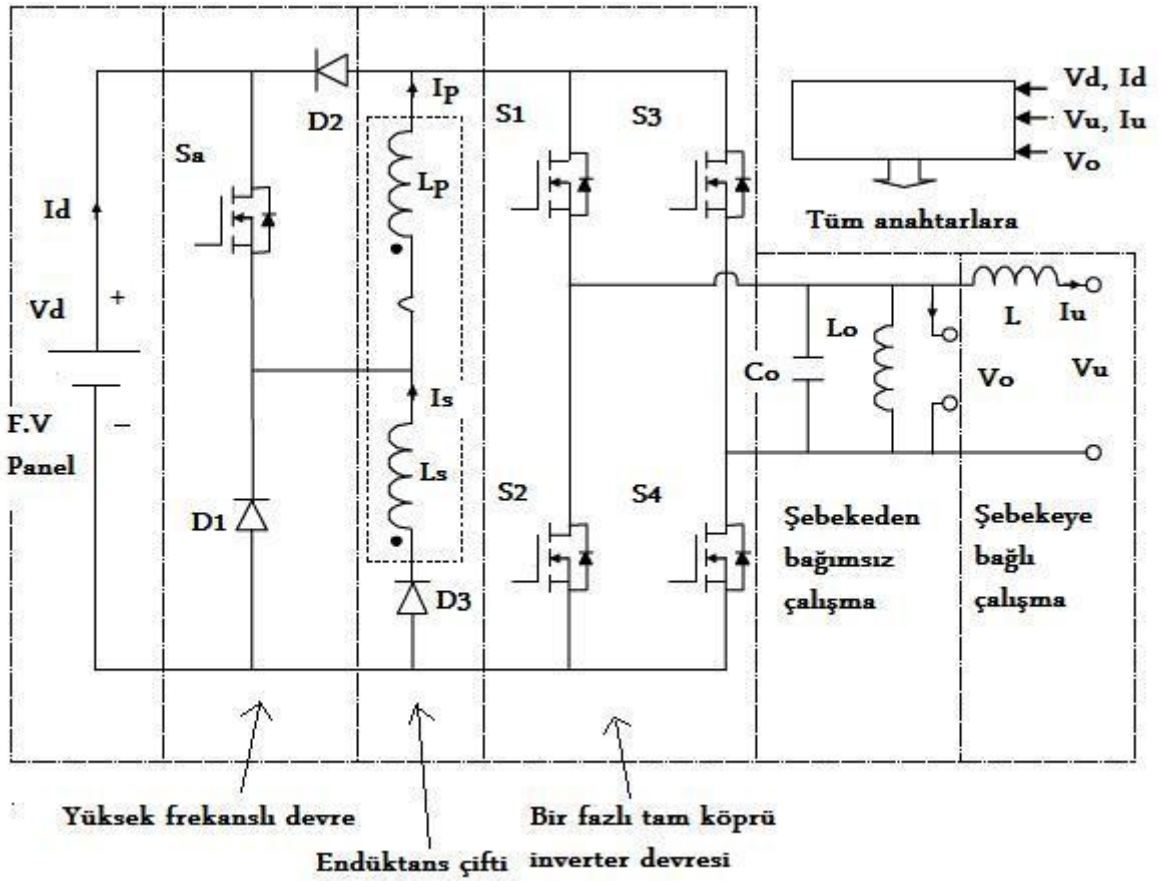 Ip
D2
S1
S3
Vd, Id
Vu, Iu
Vo
Sa
Lp
Id
Tüm anahtarlara
Vd
+
Lo
L
Iu
Co
Vo
Vu
Is
F.V
Panel
−
Ls
D1
S2
S4
D3
Şebekeden
bağımsız
çalışma
Şebekeye
bağlı
çalışma
Yüksek frekanslı devre
Endüktans çifti
Bir fazlı tam köprü
inverter devresi